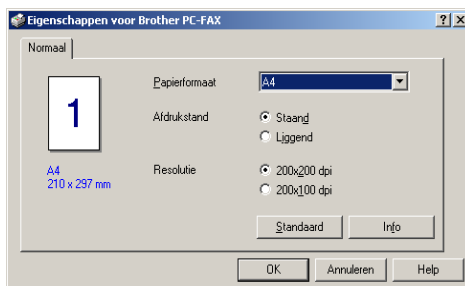 Eigenschappen voor Brother PC-FAX
Normaal
1
Papierformaat
A4
Afdrukstand
Staand
Liggend
A4
210 x 297 mm
Resolutie
200x200 dpi
200x100 dpi
Standaard
Info
OK
Annuleren
Help